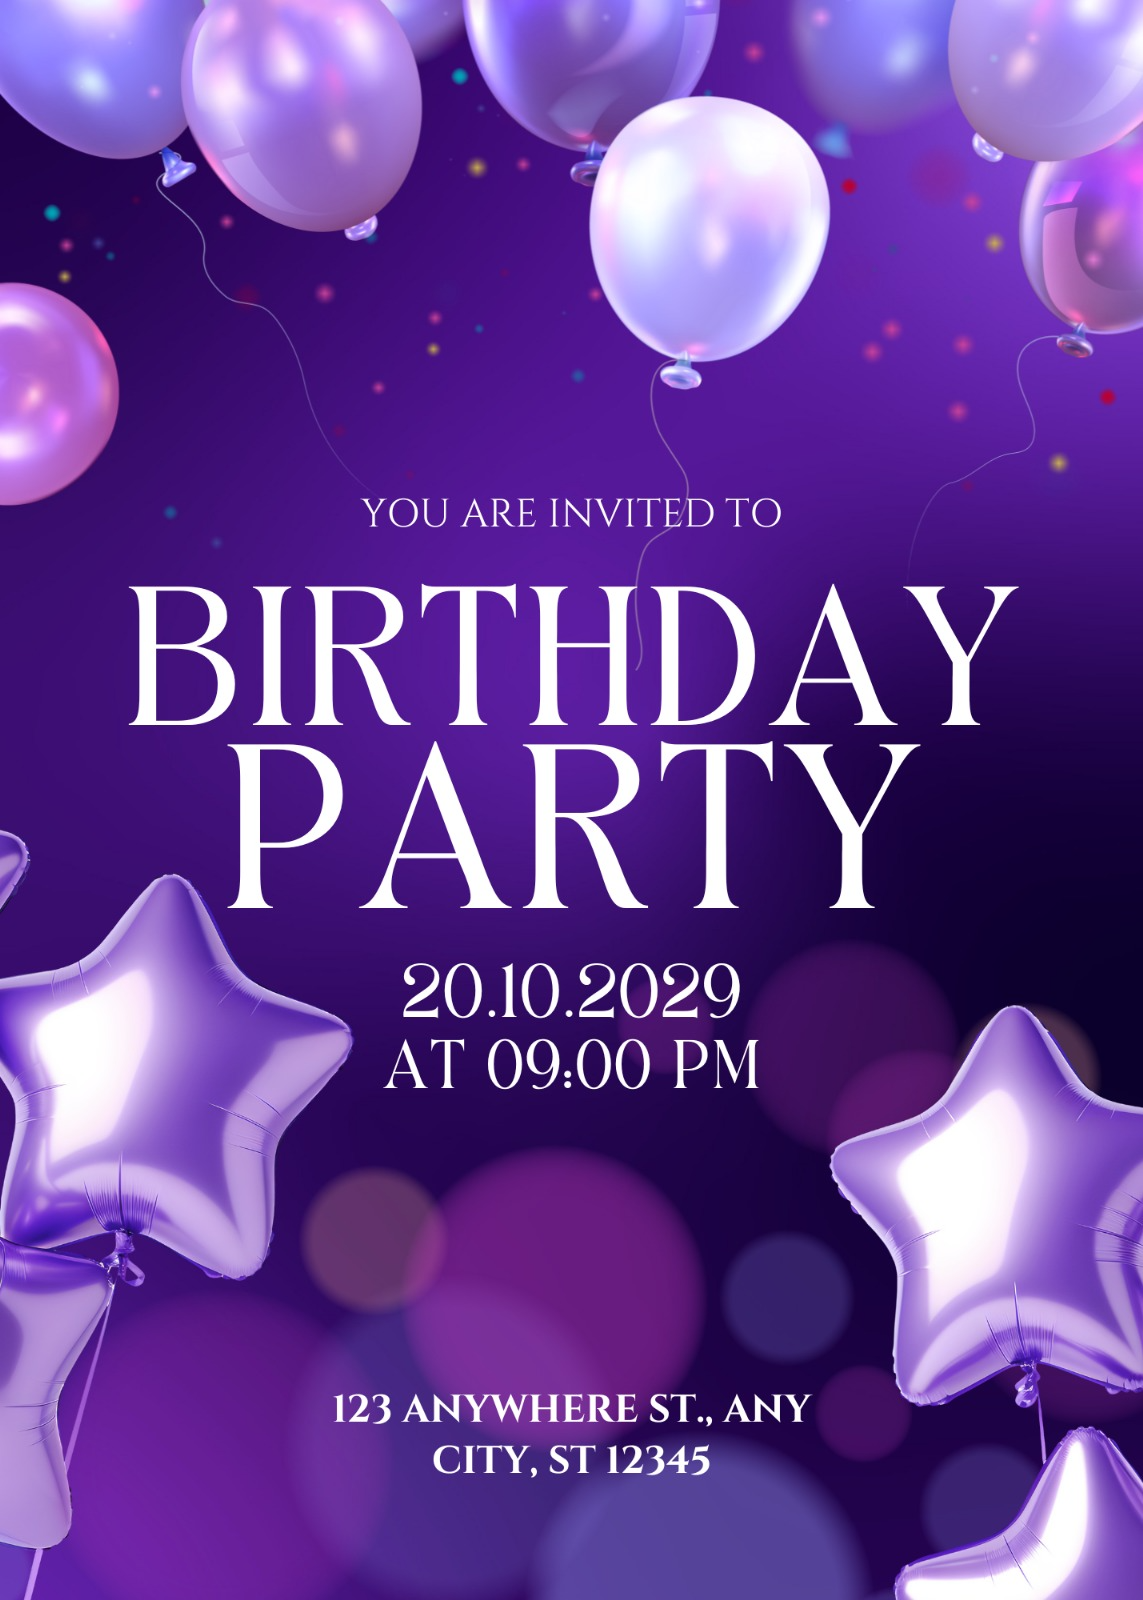 YOU ARE INVITED TO
BIRTHDAY
PARTY
20.10.2029
AT 09:00 PM
123 ANYWHERE ST., ANY
CITY, ST 12345